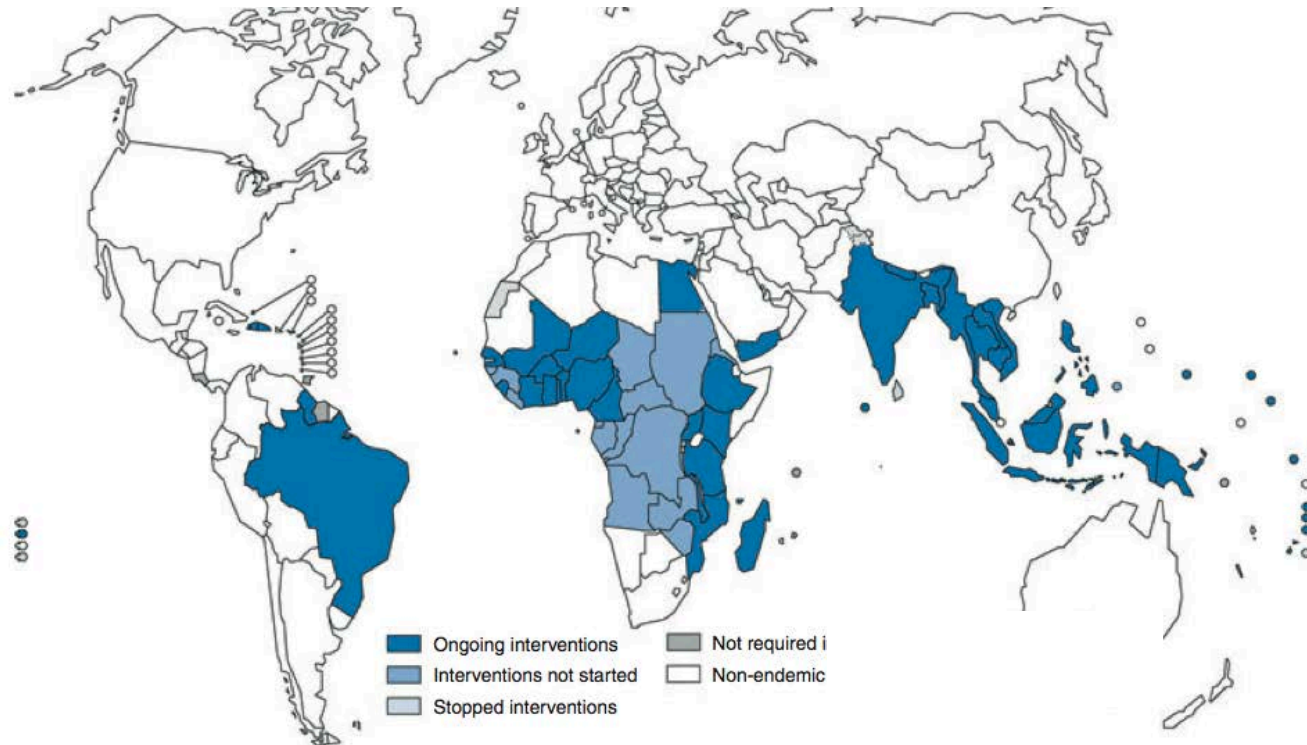 Ongoing interventions
Interventions not started
Stopped interventions
Not required i
Non-endemic